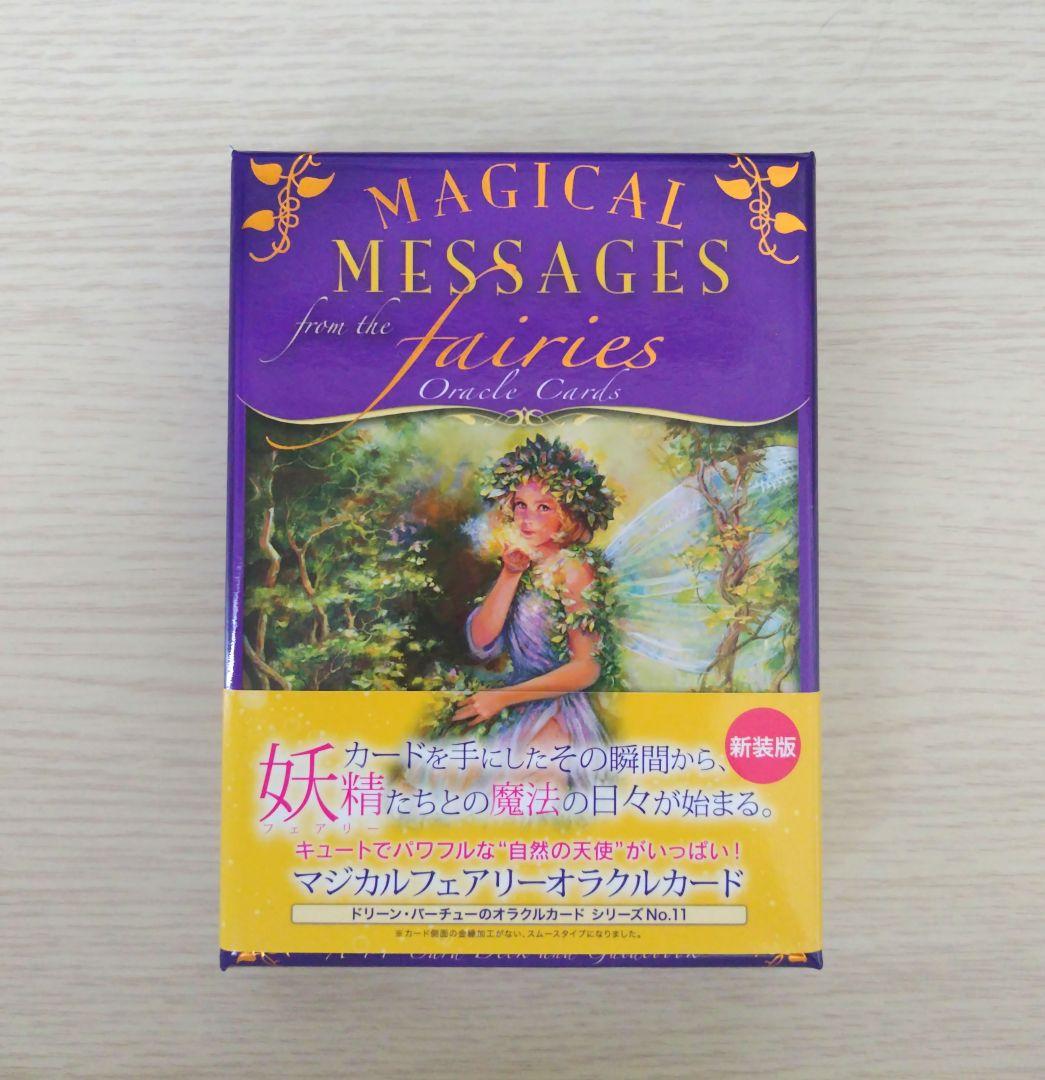 MAGICAL
MESSAGES
from the
fairies
Oracle Cards
新装版
カードを手にしたその瞬間から、
妖精たちとの魔法の日々が始まる。
フェアリー
キュートでパワフルな“自然の天使”がいっぱい!
マジカルフェアリーオラクルカード
ドリーン・バーチューのオラクルカード シリーズNo.11
※カード側面の金縁加工がない、スムースタイプになりました。